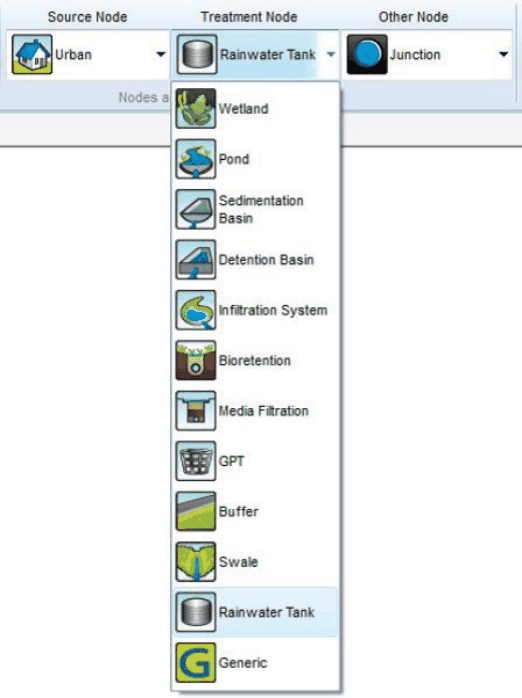 Source Node Treatment Node Other Node
Urban Rainwater Tank Junction
Nodes a
Wetland
Pond
Sedimentation
Basin
Detention Basin
Infiltration System
Bioretention
Media Filtration
GPT
Buffer
Swale
Rainwater Tank
G Generic